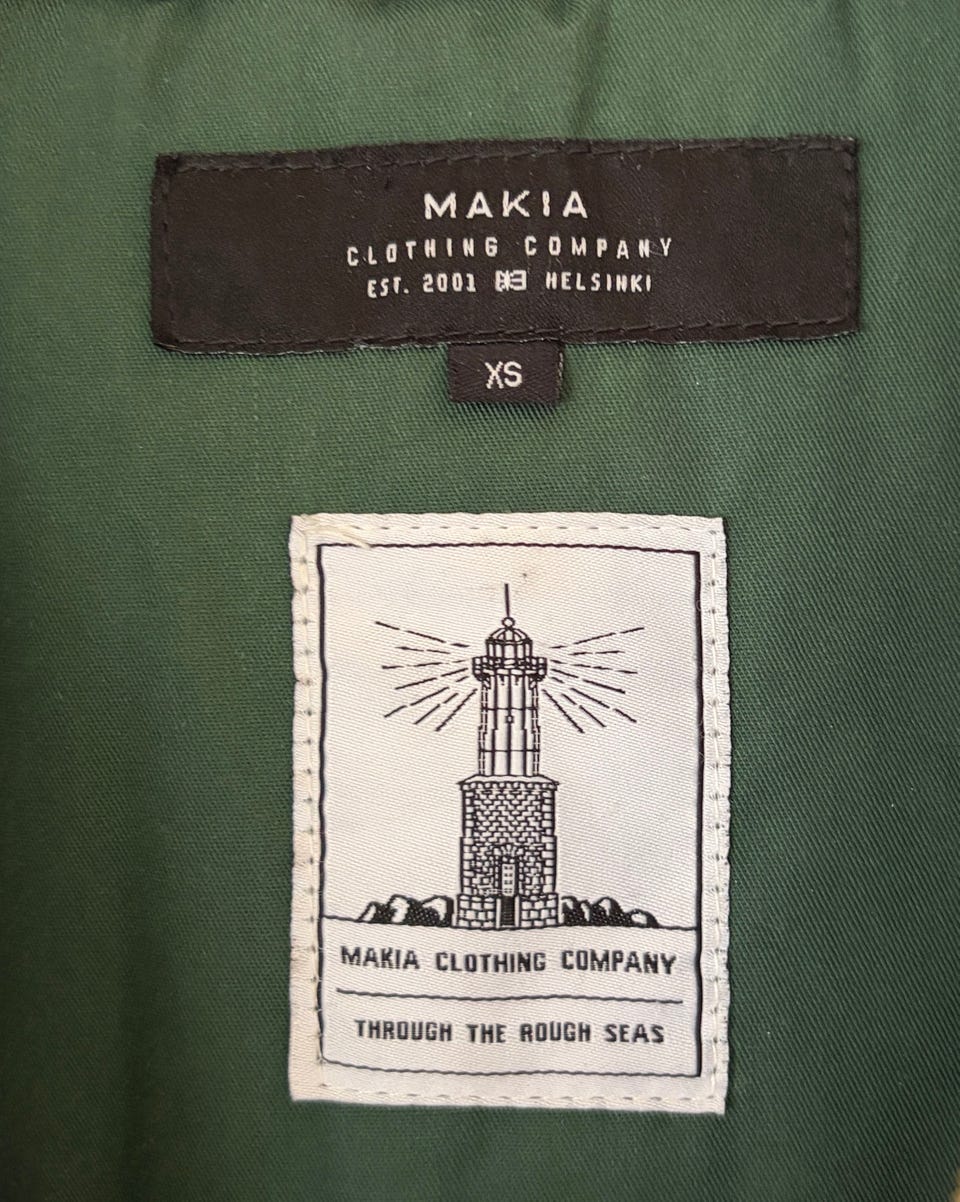 MAKIA
CLOTHING COMPANY
EST. 2001 HELSINKI
XS
MAKIA CLOTHING COMPANY
THROUGH THE ROUGH SEAS